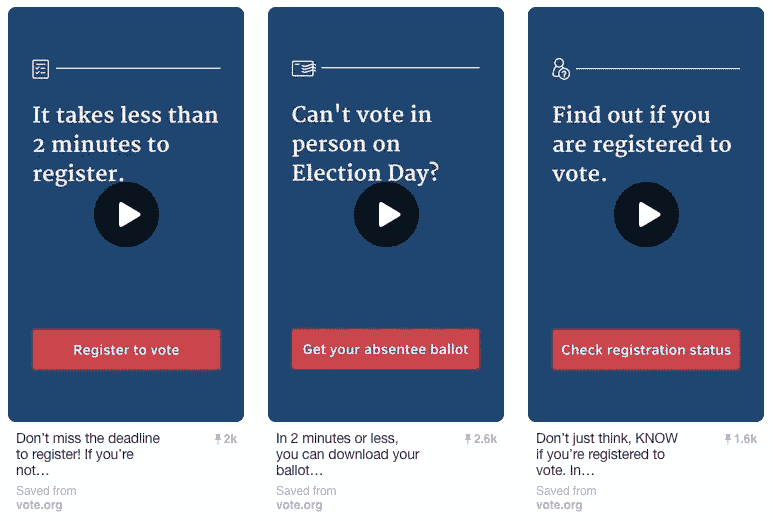 It takes less than
2 minutes to
register.
Register to vote
Don't miss the deadline
to register! If you're
not...
2k
Saved from
vote.org
Can't vote in
person on
Election Day?
Get your absentee ballot
In 2 minutes or less,
you can download your
ballot...
2.6k
Saved from
vote.org
Find out if you
are registered to
vote.
Check registration status
Don't just think, KNOW
if you're registered to
vote. In...
1.6k
Saved from
vote.org